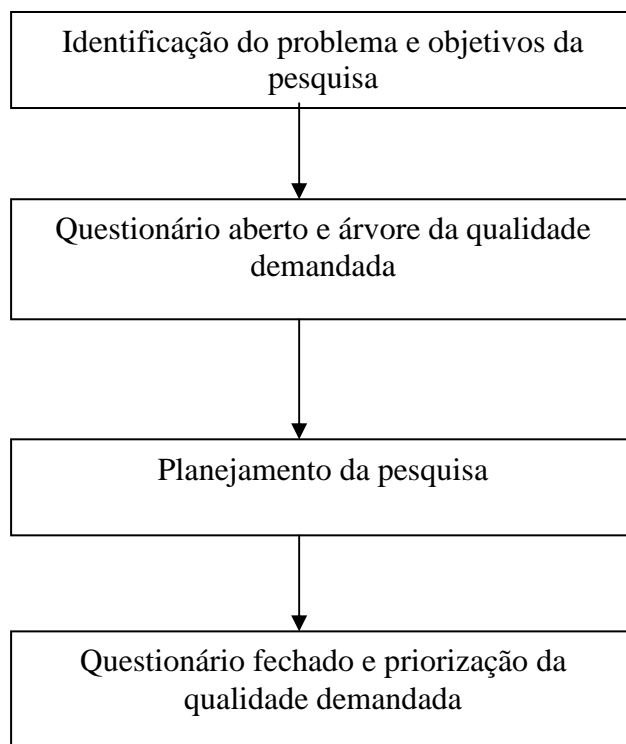 Identificação do problema e objetivos da
pesquisa
Questionário aberto e árvore da qualidade
demandada
Planejamento da pesquisa
Questionário fechado e priorização da
qualidade demandada